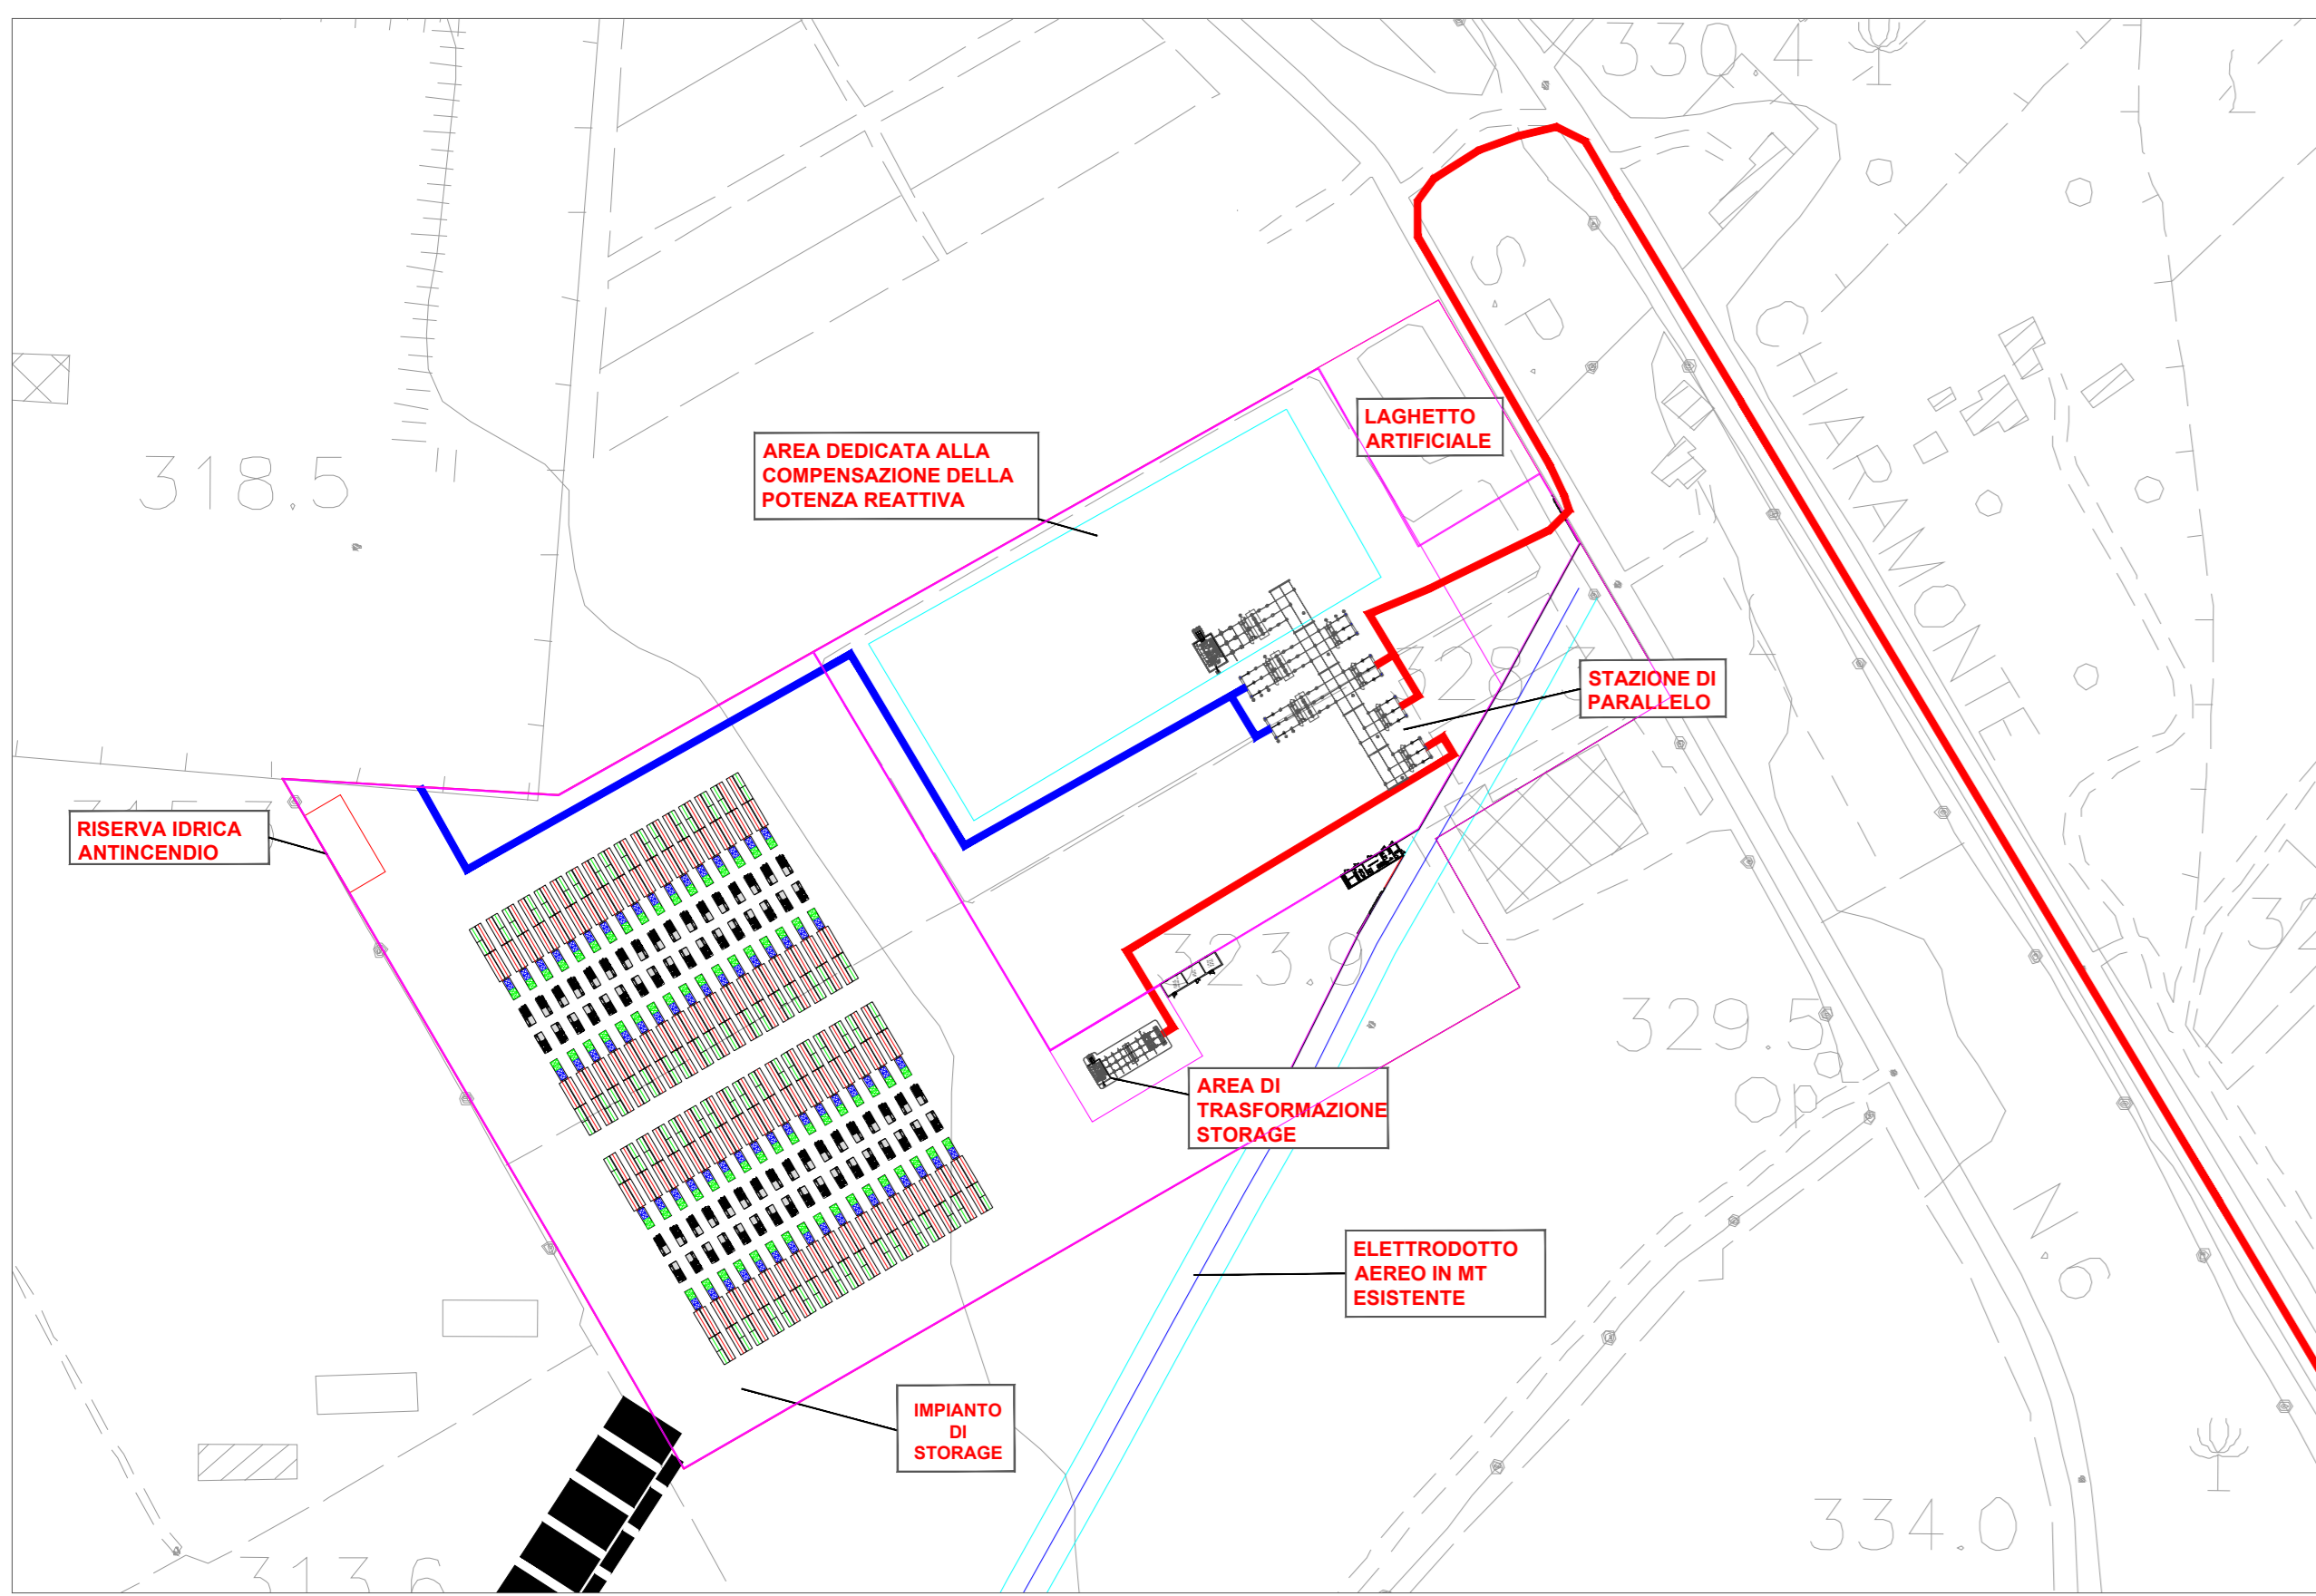 330.4
S.P.
CHIARAMONTE
318.5
AREA DEDICATA ALLA
COMPENSAZIONE DELLA
POTENZA REATTIVA
LAGHETTO
ARTIFICIALE
STAZIONE DI
PARALLELO
RISERVA IDRICA
ANTINCENDIO
323.9
329.5
AREA DI
TRASFORMAZIONE
STORAGE
N.9
ELETTRODOTTO
AEREO IN MT
ESISTENTE
IMPIANTO
DI
STORAGE
334.0
313.6